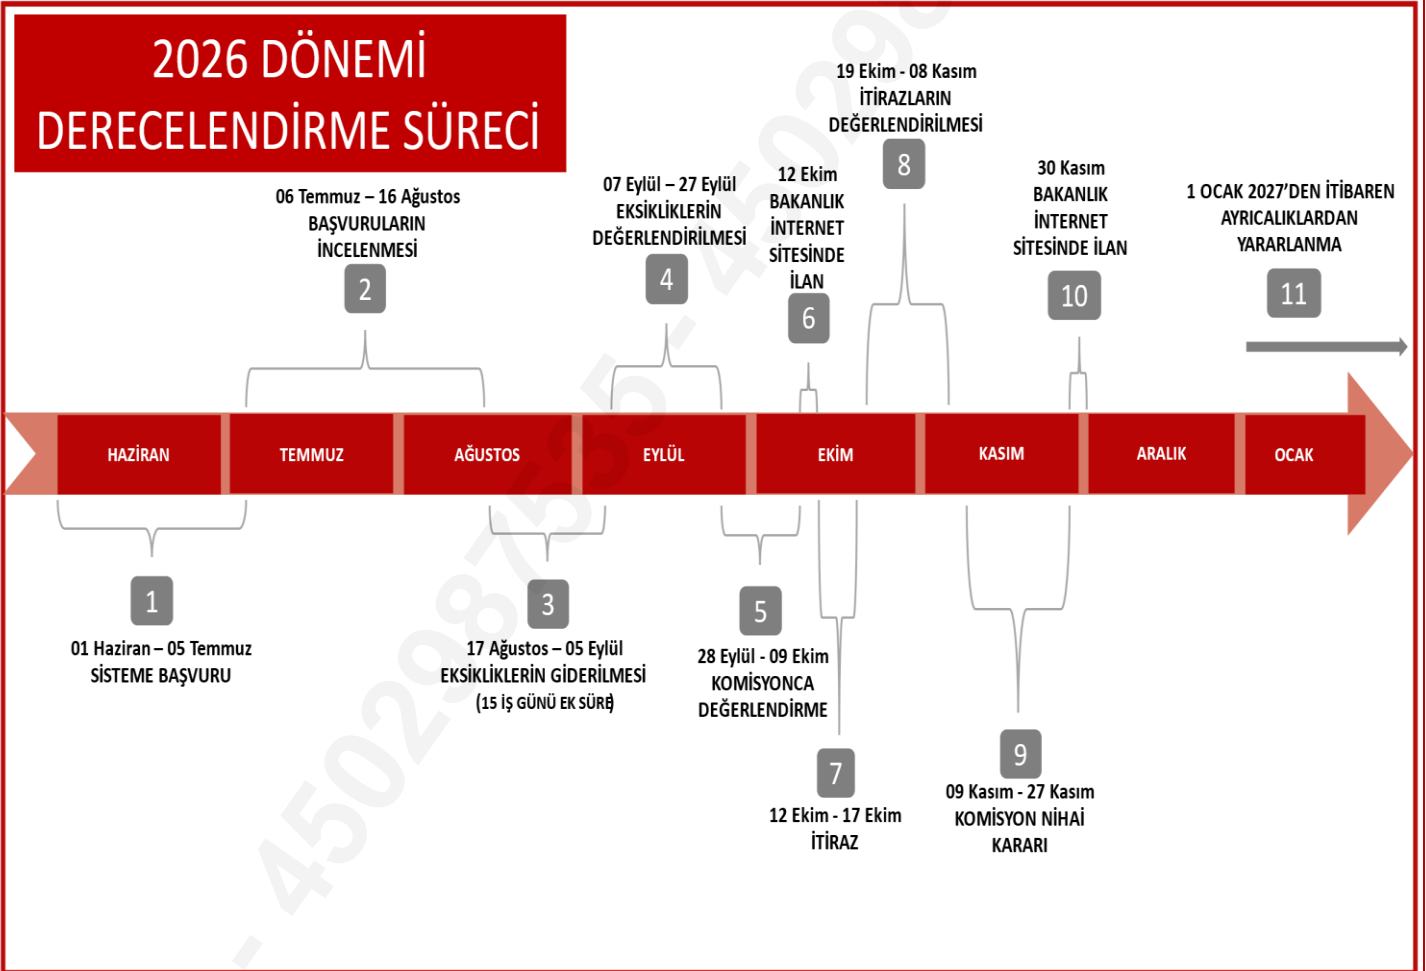 2026 DÖNEMİ
DERECELENDİRME SÜRECİ
06 Temmuz – 16 Ağustos
BAŞVURULARIN
İNCELENMESİ
2
07 Eylül – 27 Eylül
EKSİKLİKLERİN
DEĞERLENDİRİLMESİ
4
12 Ekim
BAKANLIK
İNTERNET
SİTESİNDE
İLAN
6
19 Ekim - 08 Kasım
İTİRAZLARIN
DEĞERLENDİRİLMESİ
8
30 Kasım
BAKANLIK
İNTERNET
SİTESİNDE İLAN
10
1 OCAK 2027'DEN İTİBAREN
AYRICALIKLARDAN
YARARLANMA
11
HAZİRAN
TEMMUZ
AĞUSTOS
EYLÜL
EKİM
KASIM
ARALIK
OCAK
1
01 Haziran – 05 Temmuz
SİSTEME BAŞVURU
3
17 Ağustos – 05 Eylül
EKSİKLİKLERİN GİDERİLMESİ
(15 İŞ GÜNÜ EK SÜRE)
5
28 Eylül - 09 Ekim
KOMİSYONCA
DEĞERLENDİRME
7
12 Ekim - 17 Ekim
İTİRAZ
9
09 Kasım - 27 Kasım
KOMİSYON NİHAİ
KARARI
- 4502987535 - 450298